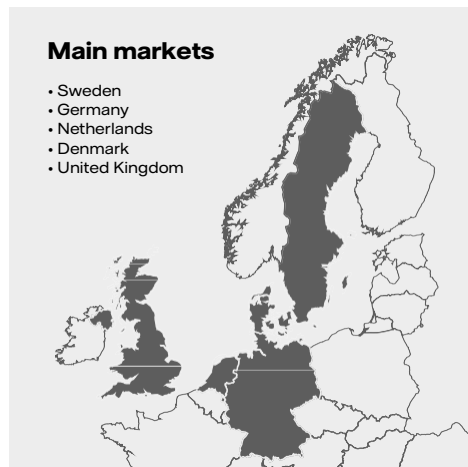 Main markets
• Sweden
• Germany
• Netherlands
• Denmark
• United Kingdom